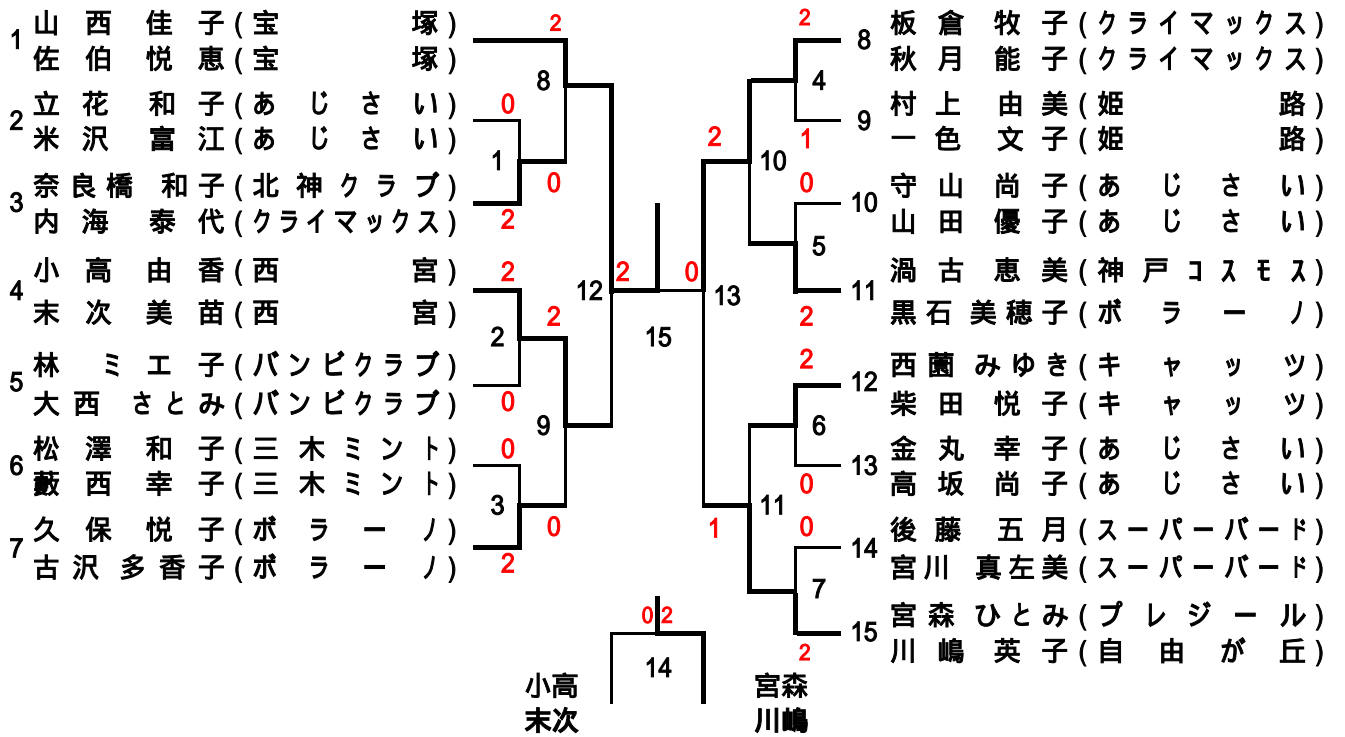 1 山西佳子(宝塚)
佐伯悦恵(宝塚)
2 立花和子(あじさい)
米沢富江(あじさい)
3 奈良橋和子(北神クラブ)
内海泰代(クライマックス)
4 小高由香(西宮)
末次美苗(西宮)
5 林ミエ子(バンビクラブ)
大西さとみ(バンビクラブ)
6 松澤和子(三木ミント)
藪西幸子(三木ミント)
7 久保悦子(ボラーノ)
古沢多香子(ボラーノ)
2
8
0
1
0
2
2
2
2
0
9
0
3
0
2
12
2
0
13
15
2
10
11
1
2
4
1
0
5
2
2
6
0
0
7
2
8 板倉牧子(クライマックス)
秋月能子(クライマックス)
9 村上由美(姫路)
一色文子(姫路)
10 守山尚子(あじさい)
山田優子(あじさい)
11 渦古恵美(神戸コスモス)
黒石美穂子(ボラーノ)
12 西薗みゆき(キャッツ)
柴田悦子(キャッツ)
13 金丸幸子(あじさい)
高坂尚子(あじさい)
14 後藤五月(スーパーバード)
宮川真左美(スーパーバード)
15 宮森ひとみ(プレジール)
川嶋英子(自由が丘)
0 2
14
小高
末次
宮森
川嶋